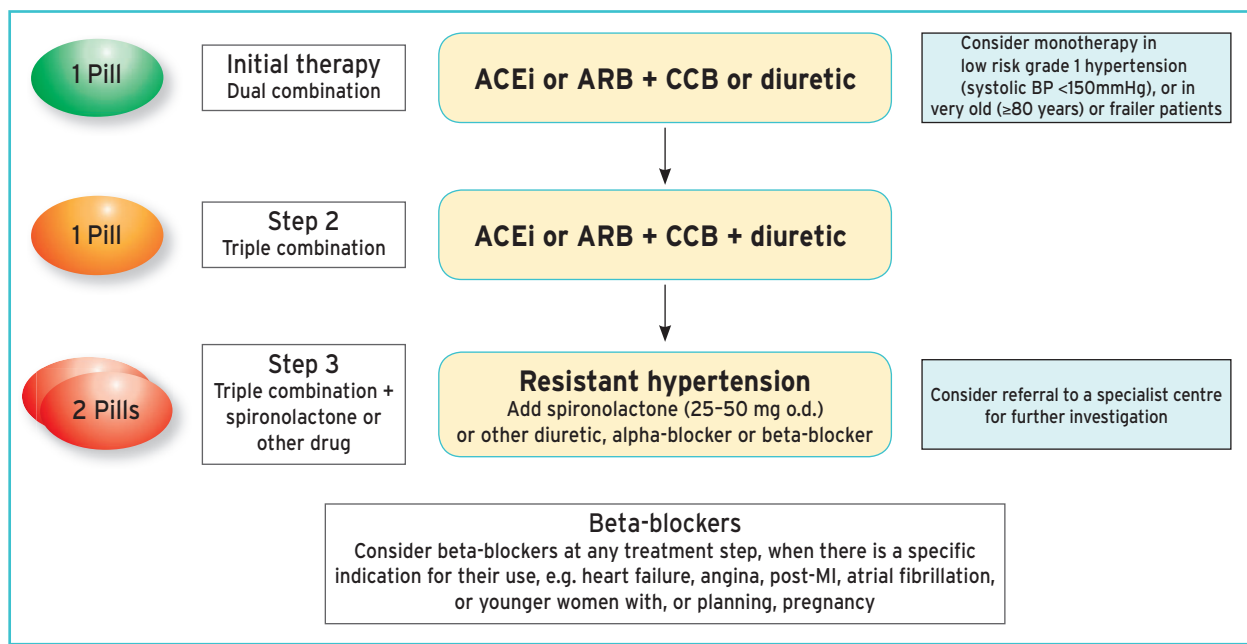 1 Pill
Initial therapy
Dual combination
ACEi or ARB + CCB or diuretic
Consider monotherapy in
low risk grade 1 hypertension
(systolic BP <150mmHg), or in
very old (≥80 years) or frailer patients
1 Pill
Step 2
Triple combination
ACEi or ARB + CCB + diuretic
2 Pills
Step 3
Triple combination +
spironolactone or
other drug
Resistant hypertension
Add spironolactone (25–50 mg o.d.)
or other diuretic, alpha-blocker or beta-blocker
Consider referral to a specialist centre
for further investigation
Beta-blockers
Consider beta-blockers at any treatment step, when there is a specific
indication for their use, e.g. heart failure, angina, post-MI, atrial fibrillation,
or younger women with, or planning, pregnancy